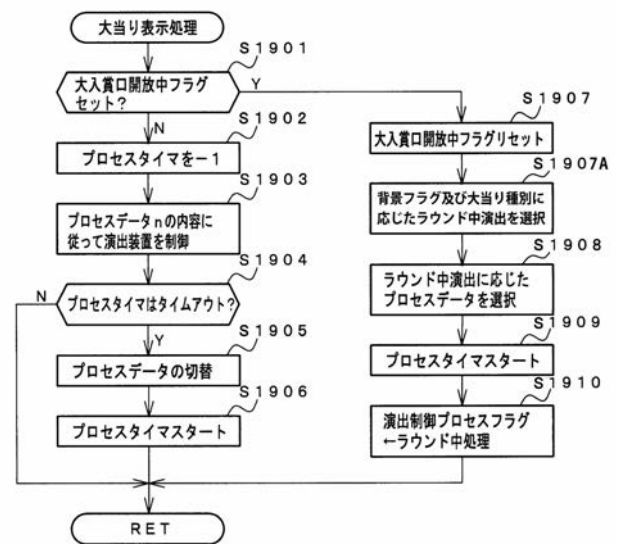 大当り表示処理
S1901
大入賞口開放中フラグ
セット?
Y
N
S1902
プロセスタイマを－1
S1903
プロセスデータnの内容に
従って演出装置を制御
S1904
N
プロセスタイマはタイムアウト?
Y
S1905
プロセスデータの切替
S1906
プロセスタイマスタート
S1907
大入賞口開放中フラグリセット
S1907A
背景フラグ及び大当り種別に
応じたラウンド中演出を選択
S1908
ラウンド中演出に応じた
プロセスデータを選択
S1909
プロセスタイマスタート
S1910
演出制御プロセスフラグ
←ラウンド中処理
RET